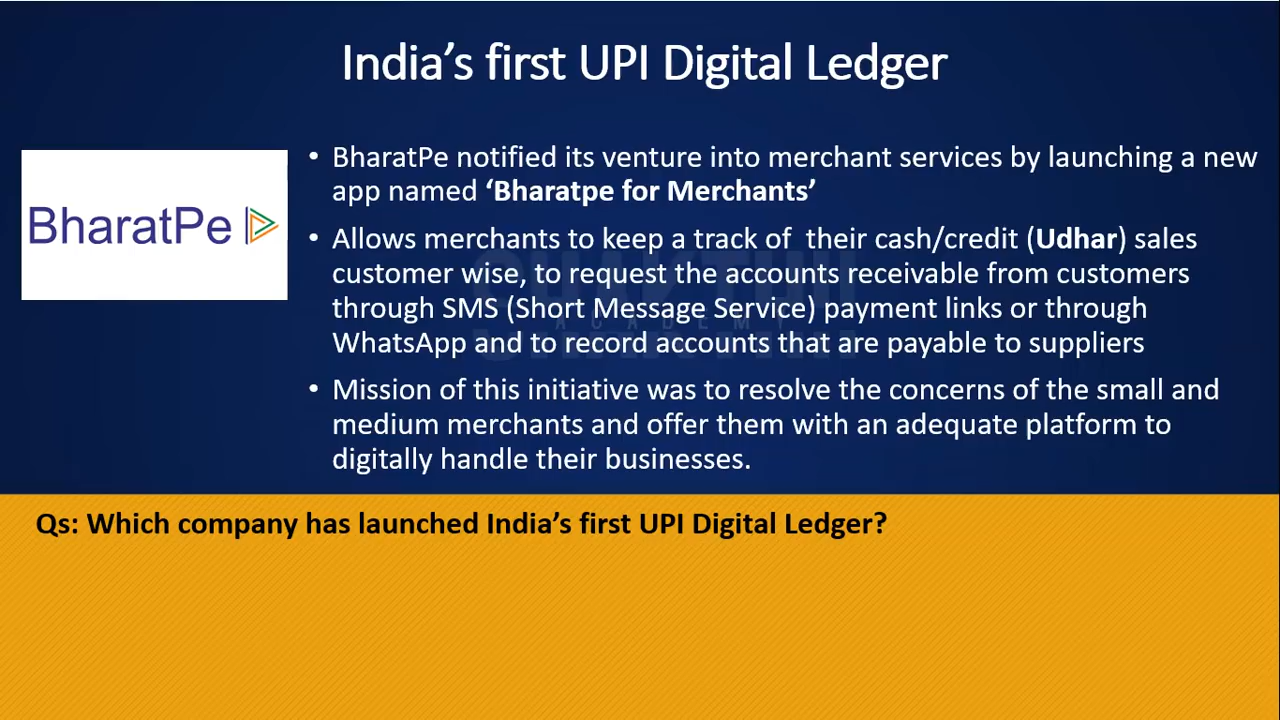 India's first UPI Digital Ledger
BharatPe
• BharatPe notified its venture into merchant services by launching a new
app named ‘Bharatpe for Merchants’
• Allows merchants to keep a track of  their cash/credit (Udhar) sales
customer wise, to request the accounts receivable from customers
through SMS (Short Message Service) payment links or through
WhatsApp and to record accounts that are payable to suppliers
• Mission of this initiative was to resolve the concerns of the small and
medium merchants and offer them with an adequate platform to
digitally handle their businesses.
ACADEMY
Qs: Which company has launched India's first UPI Digital Ledger?